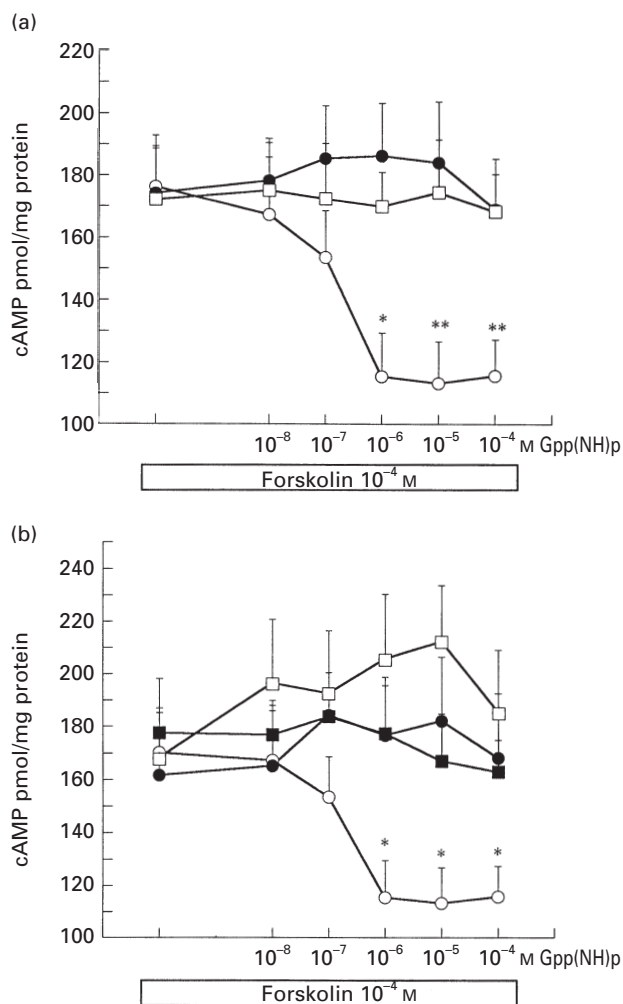 (a)
220
200
180
160
140
120
100
cAMP pmol/mg protein
* ** **
10⁻⁸ 10⁻⁷ 10⁻⁶ 10⁻⁵ 10⁻⁴ M Gpp(NH)p
Forskolin 10⁻⁴ M
(b)
240
220
200
180
160
140
120
100
cAMP pmol/mg protein
* * *
10⁻⁸ 10⁻⁷ 10⁻⁶ 10⁻⁵ 10⁻⁴ M Gpp(NH)p
Forskolin 10⁻⁴ M